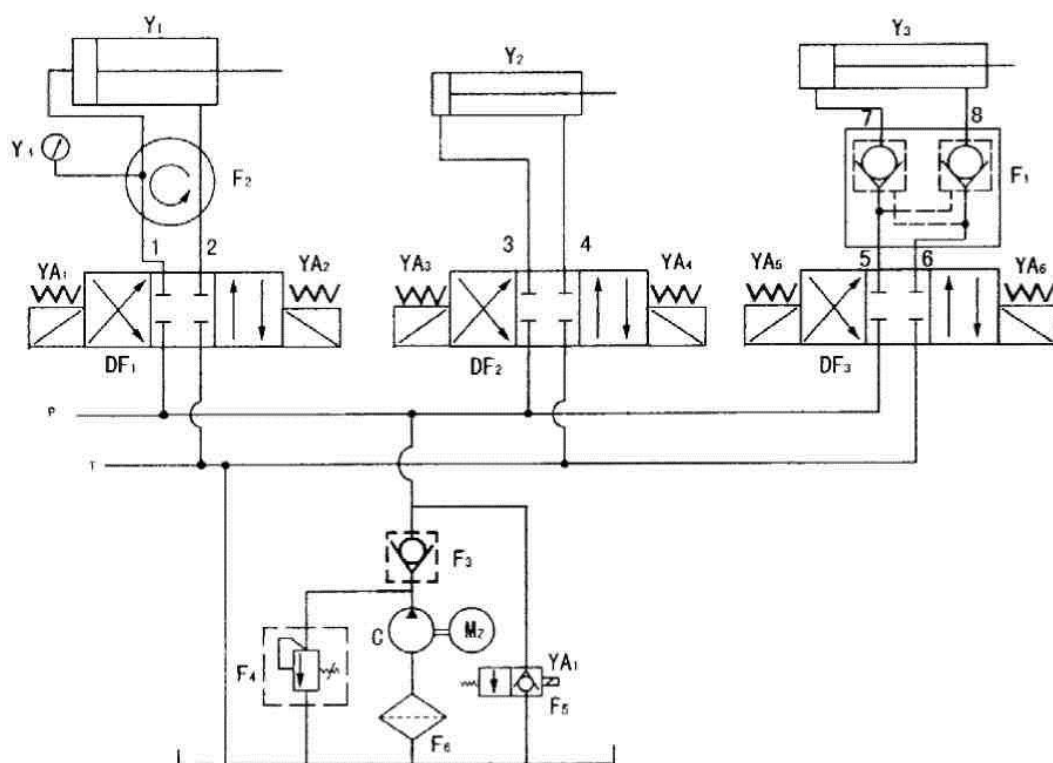 Y₁
Y₂
Y₃
Y₄
F₂
7
8
F₁
1
2
3
4
5
6
YA₁
YA₂
YA₃
YA₄
YA₅
YA₆
DF₁
DF₂
DF₃
P
T
F₃
C
M₂
F₄
YA₁
F₅
F₆